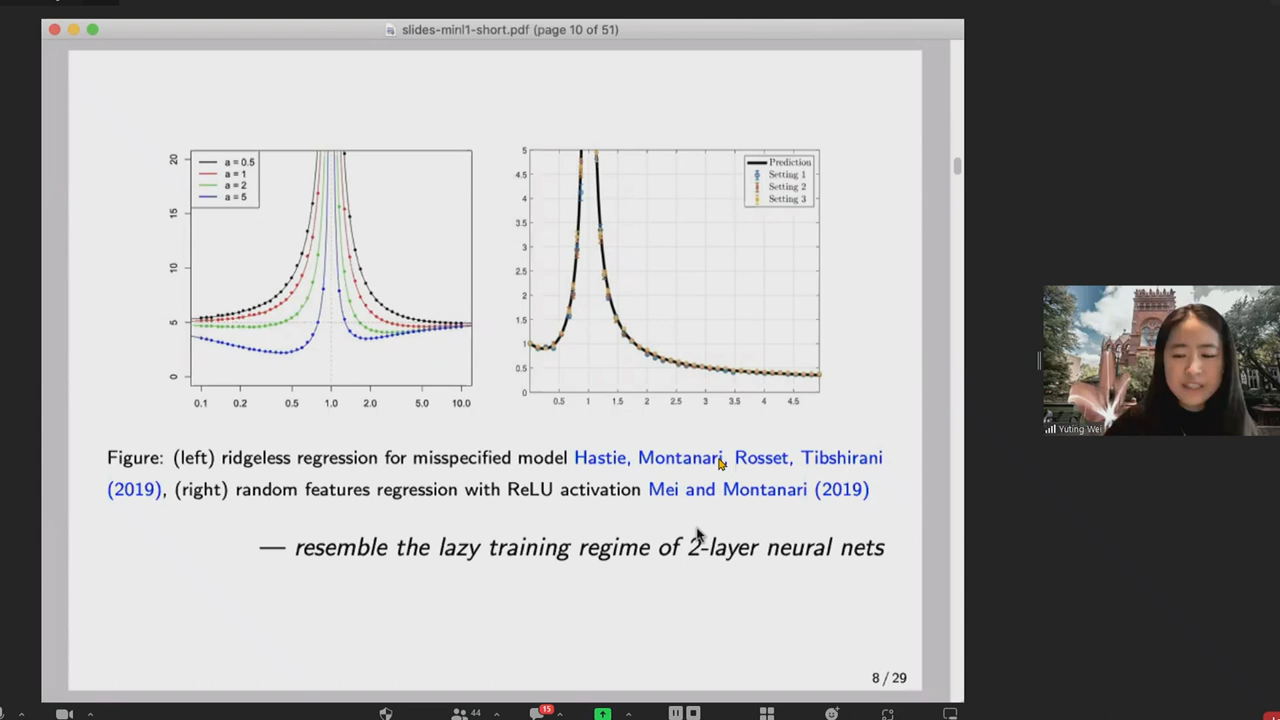 slides-minl1-short.pdf (page 10 of 51)
20
15
10
5
0
a = 0.5
a = 1
a = 2
a = 5
0.1 0.2 0.5 1.0 2.0 5.0 10.0
5
4.5
4
3.5
3
2.5
2
1.5
1
0.5
0
Prediction
Setting 1
Setting 2
Setting 3
0.5 1 1.5 2 2.5 3 3.5 4 4.5
Figure: (left) ridgeless regression for misspecified model Hastie, Montanari, Rosset, Tibshirani
(2019), (right) random features regression with ReLU activation Mei and Montanari (2019)
— resemble the lazy training regime of 2-layer neural nets
8 / 29
Yuting Wei
44
15